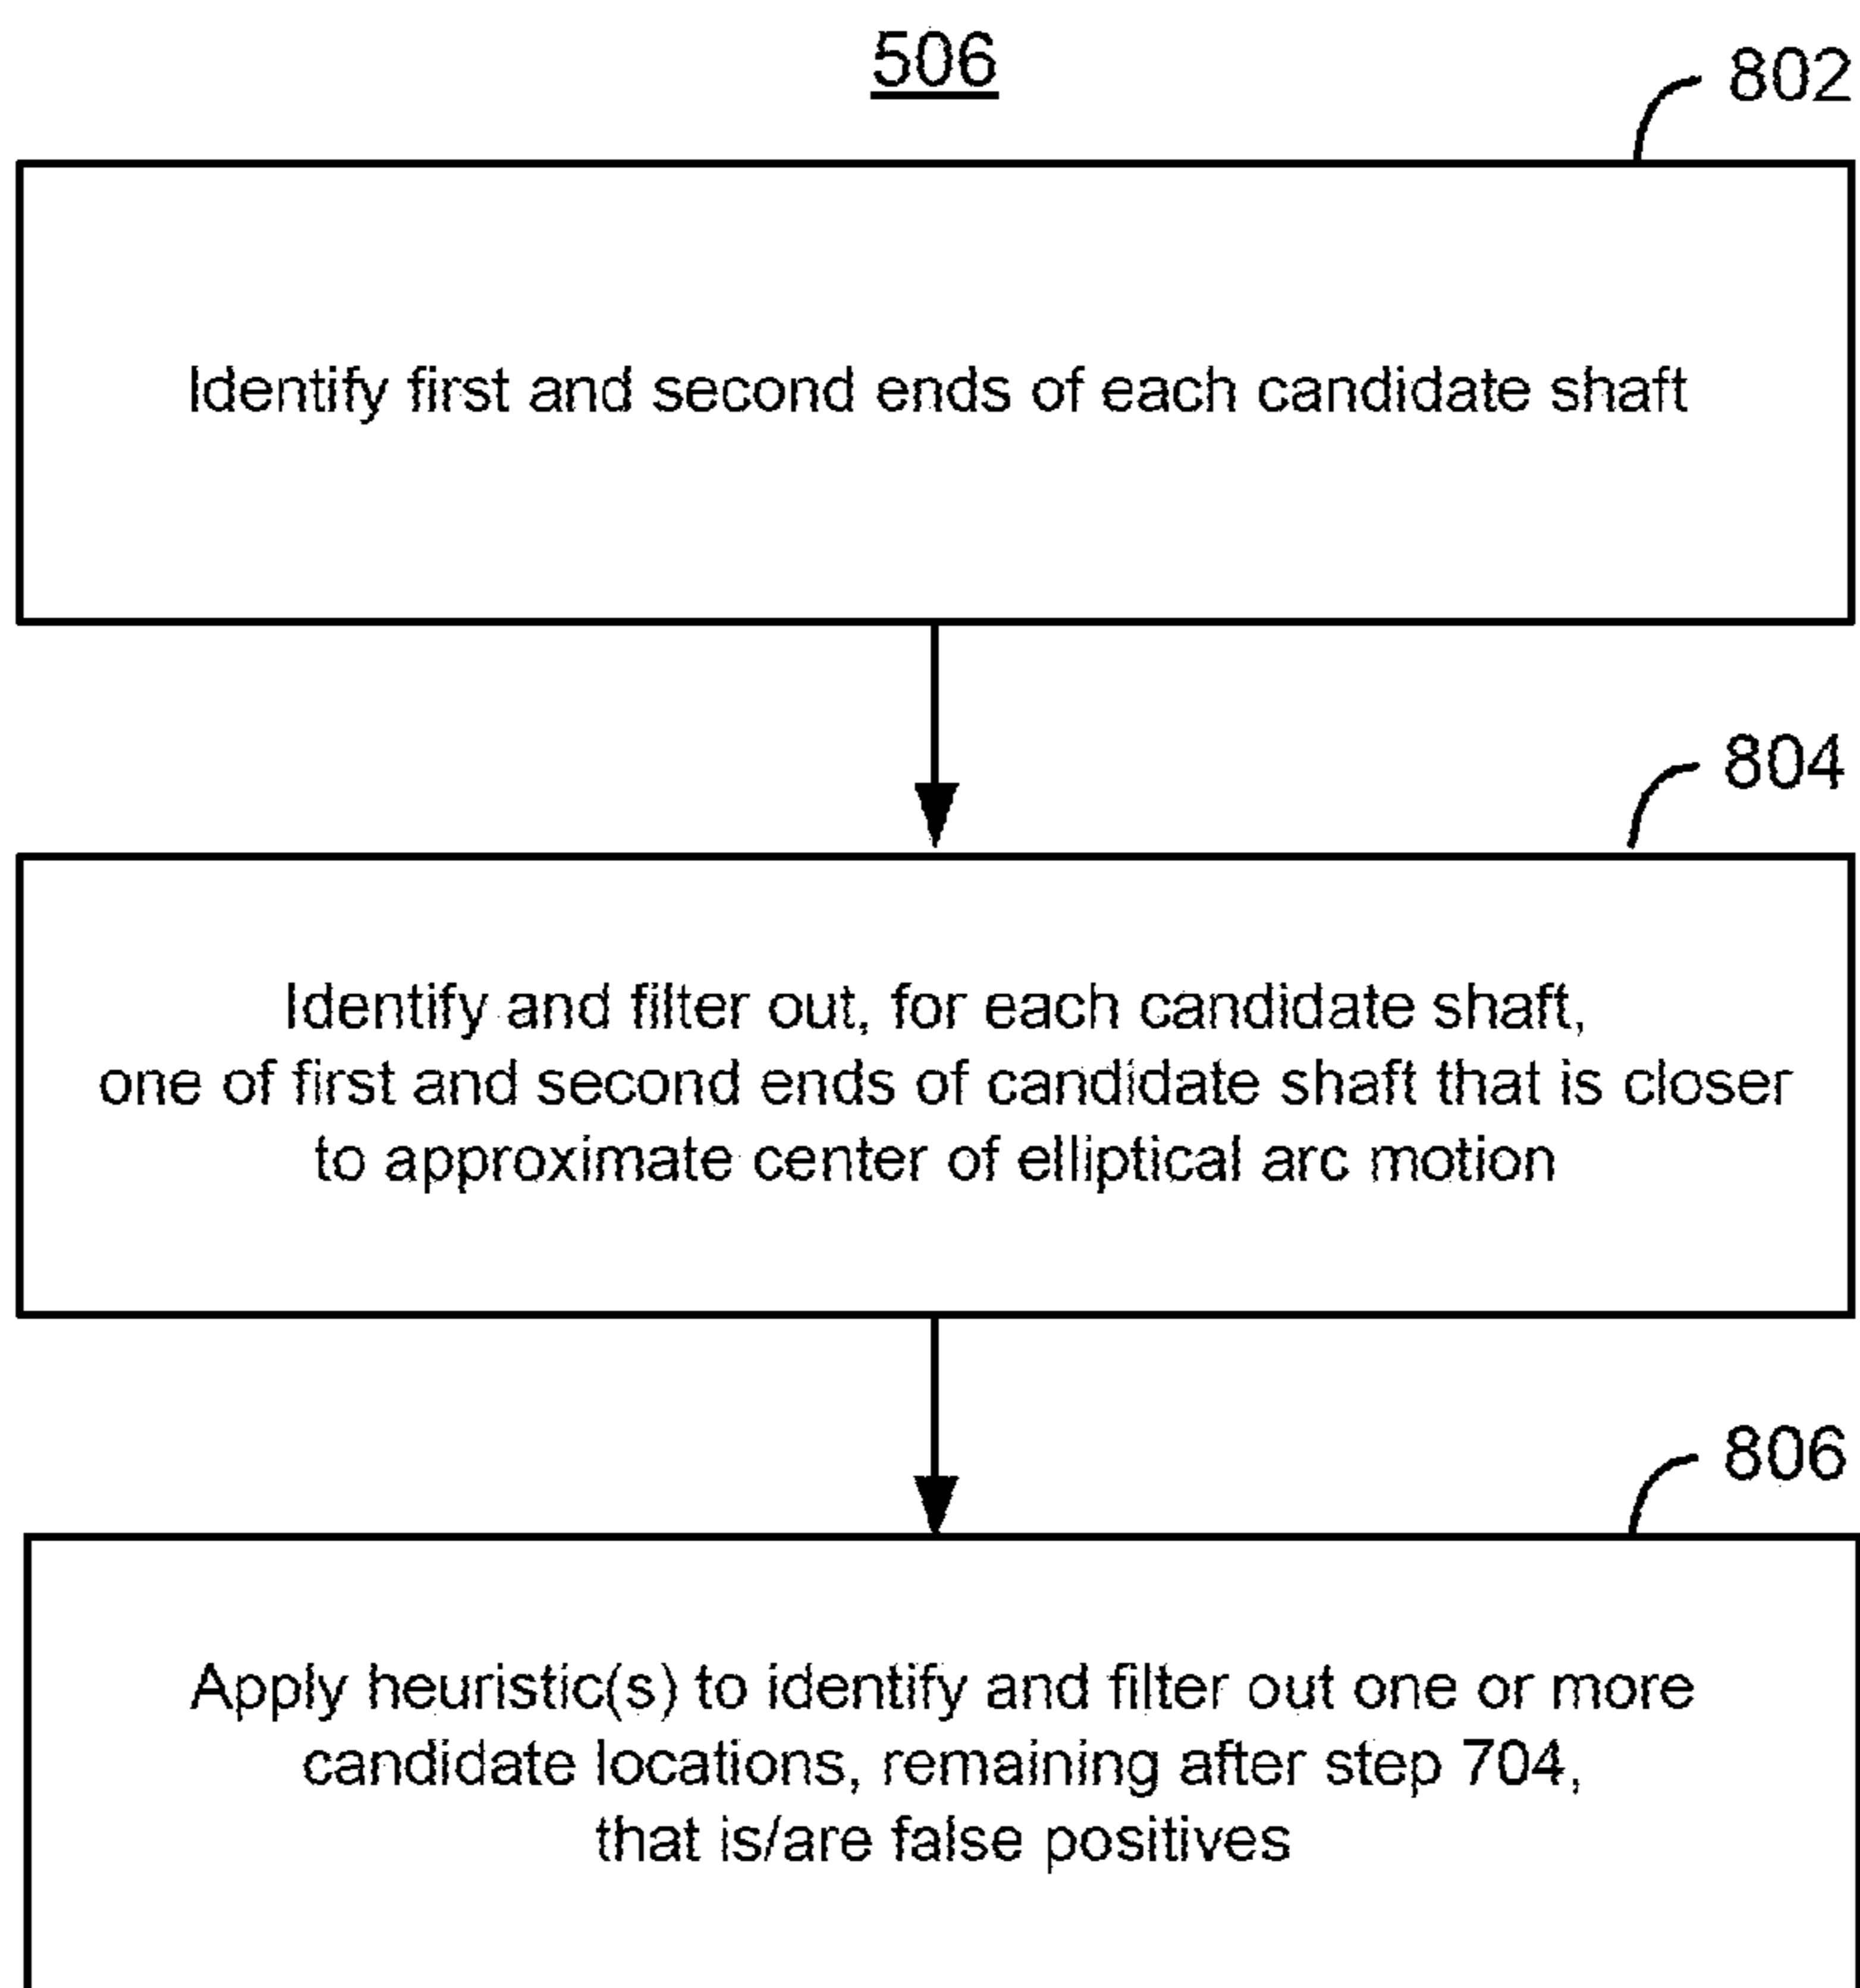 506
802
Identify first and second ends of each candidate shaft
804
Identify and filter out, for each candidate shaft,
one of first and second ends of candidate shaft that is closer
to approximate center of elliptical arc motion
806
Apply heuristic(s) to identify and filter out one or more
candidate locations, remaining after step 704,
that is/are false positives